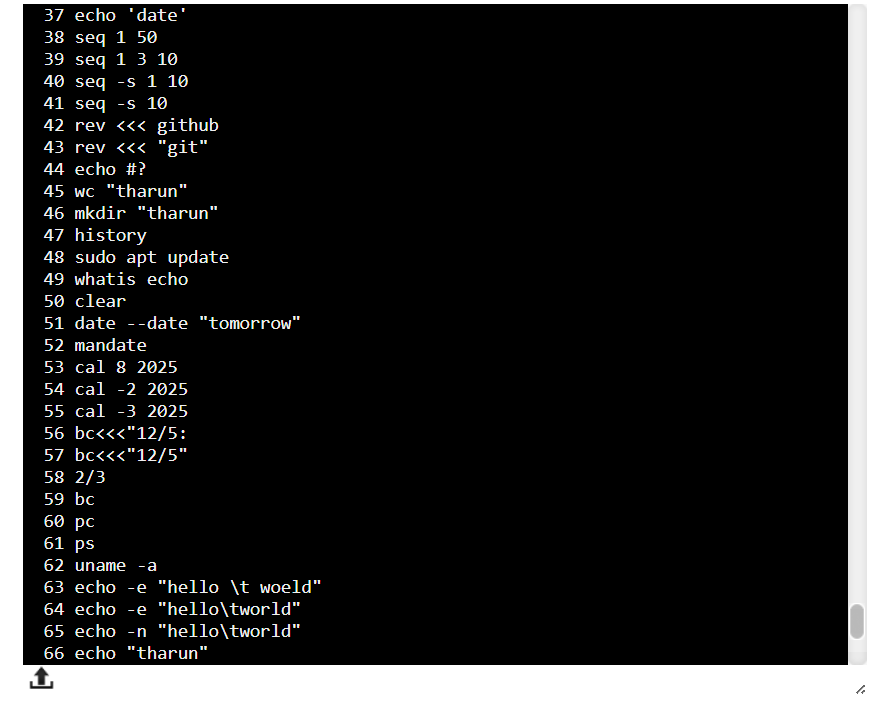 37 echo 'date'
38 seq 1 50
39 seq 1 3 10
40 seq -s 1 10
41 seq -s 10
42 rev <<< github
43 rev <<< "git"
44 echo #?
45 wc "tharun"
46 mkdir "tharun"
47 history
48 sudo apt update
49 whatis echo
50 clear
51 date --date "tomorrow"
52 mandate
53 cal 8 2025
54 cal -2 2025
55 cal -3 2025
56 bc<<<"12/5:
57 bc<<<"12/5"
58 2/3
59 bc
60 pc
61 ps
62 uname -a
63 echo -e "hello \t woeld"
64 echo -e "hello\tworld"
65 echo -n "hello\tworld"
66 echo "tharun"